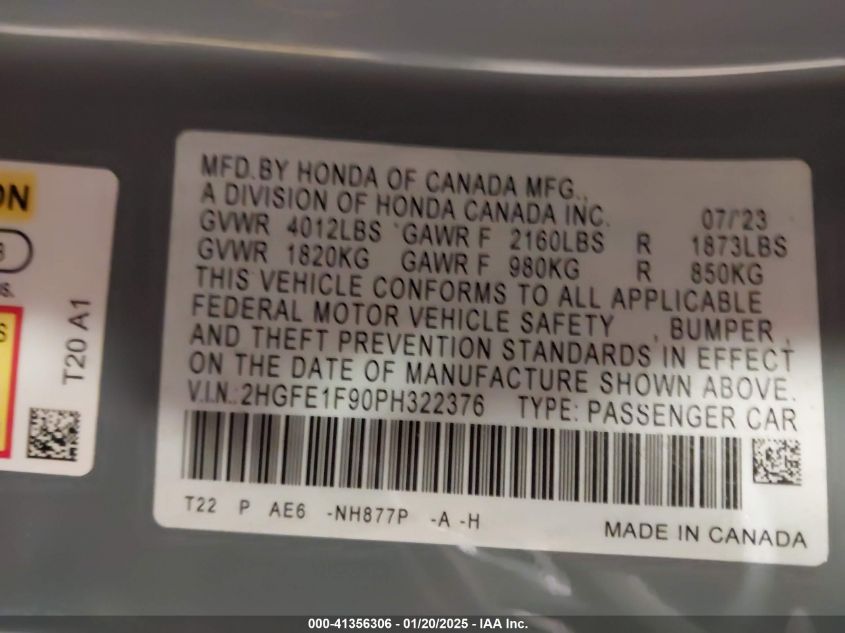 ON
S
T20 A1
MFD.BY HONDA OF CANADA MFG.,
A DIVISION OF HONDA CANADA INC. 07/'23
GVWR 4012LBS GAWR F 2160LBS R 1873LBS
GVWR 1820KG GAWR F 980KG R 850KG
THIS VEHICLE CONFORMS TO ALL APPLICABLE
FEDERAL MOTOR VEHICLE SAFETY , BUMPER ,
AND THEFT PREVENTION STANDARDS IN EFFECT
ON THE DATE OF MANUFACTURE SHOWN ABOVE.
V.I.N.:2HGFE1F90PH322376 TYPE: PASSENGER CAR
T22 P AE6 -NH877P -A -H
MADE IN CANADA
000-41356306 - 01/20/2025 - IAA Inc.